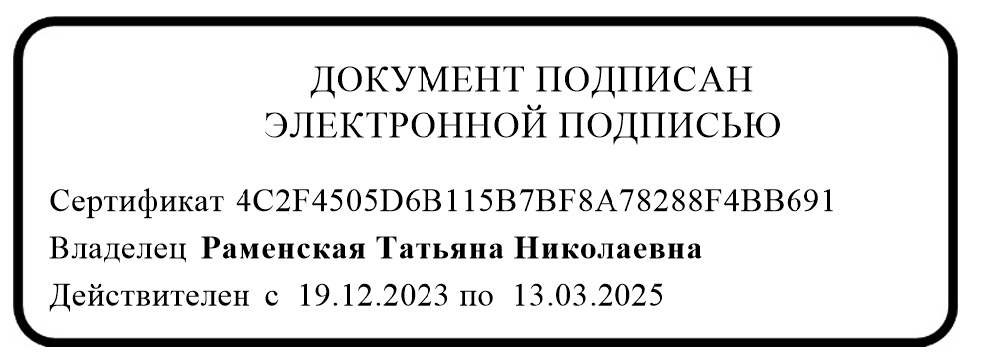 ДОКУМЕНТ ПОДПИСАН
ЭЛЕКТРОННОЙ ПОДПИСЬЮ
Сертификат 4C2F4505D6B115B7BF8A78288F4BB691
Владелец Раменская Татьяна Николаевна
Действителен с 19.12.2023 по 13.03.2025